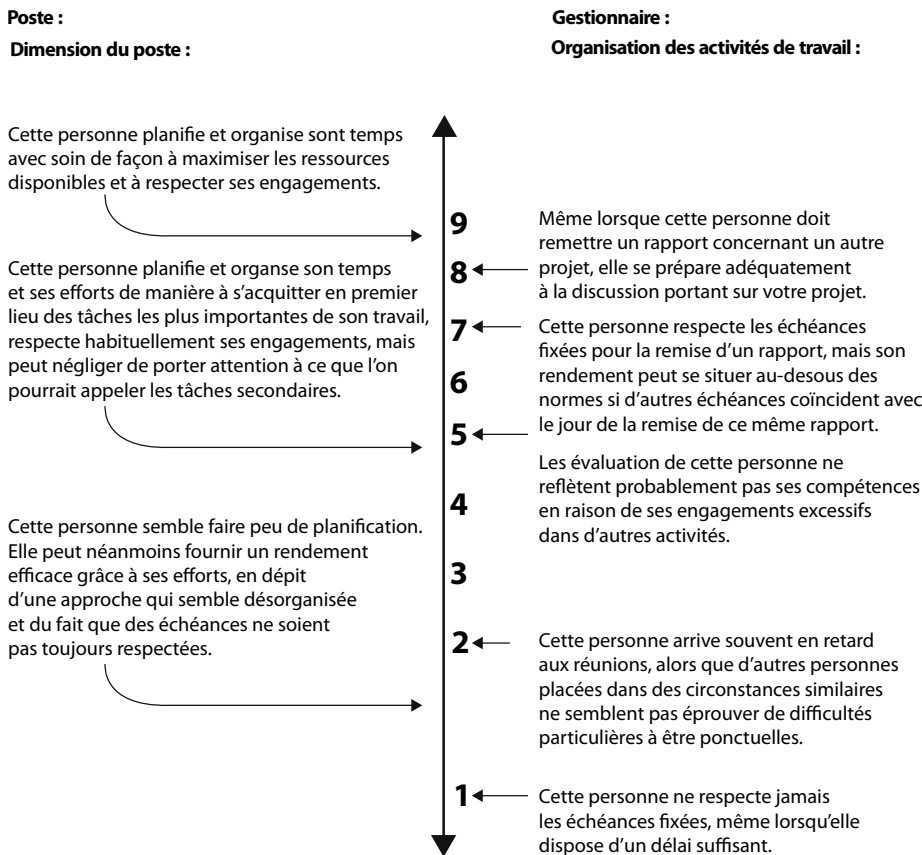 Poste :
Dimension du poste :
Gestionnaire :
Organisation des activités de travail :
Cette personne planifie et organise sont temps
avec soin de façon à maximiser les ressources
disponibles et à respecter ses engagements.
Cette personne planifie et organse son temps
et ses efforts de manière à s’acquitter en premier
lieu des tâches les plus importantes de son travail,
respecte habituellement ses engagements, mais
peut négliger de porter attention à ce que l’on
pourrait appeler les tâches secondaires.
Cette personne semble faire peu de planification.
Elle peut néanmoins fournir un rendement
efficace grâce à ses efforts, en dépit
d’une approche qui semble désorganisée
et du fait que des échéances ne soient
pas toujours respectées.
9
8
7
6
5
4
3
2
1
Même lorsque cette personne doit
remettre un rapport concernant un autre
projet, elle se prépare adéquatement
à la discussion portant sur votre projet.
Cette personne respecte les échéances
fixées pour la remise d’un rapport, mais son
rendement peut se situer au-desous des
normes si d’autres échéances coïncident avec
le jour de la remise de ce même rapport.
Les évaluation de cette personne ne
reflètent probablement pas ses compétences
en raison de ses engagements excessifs
dans d’autres activités.
Cette personne arrive souvent en retard
aux réunions, alors que d’autres personnes
placées dans des circonstances similaires
ne semblent pas éprouver de difficultés
particulières à être ponctuelles.
Cette personne ne respecte jamais
les échéances fixées, même lorsqu’elle
dispose d’un délai suffisant.